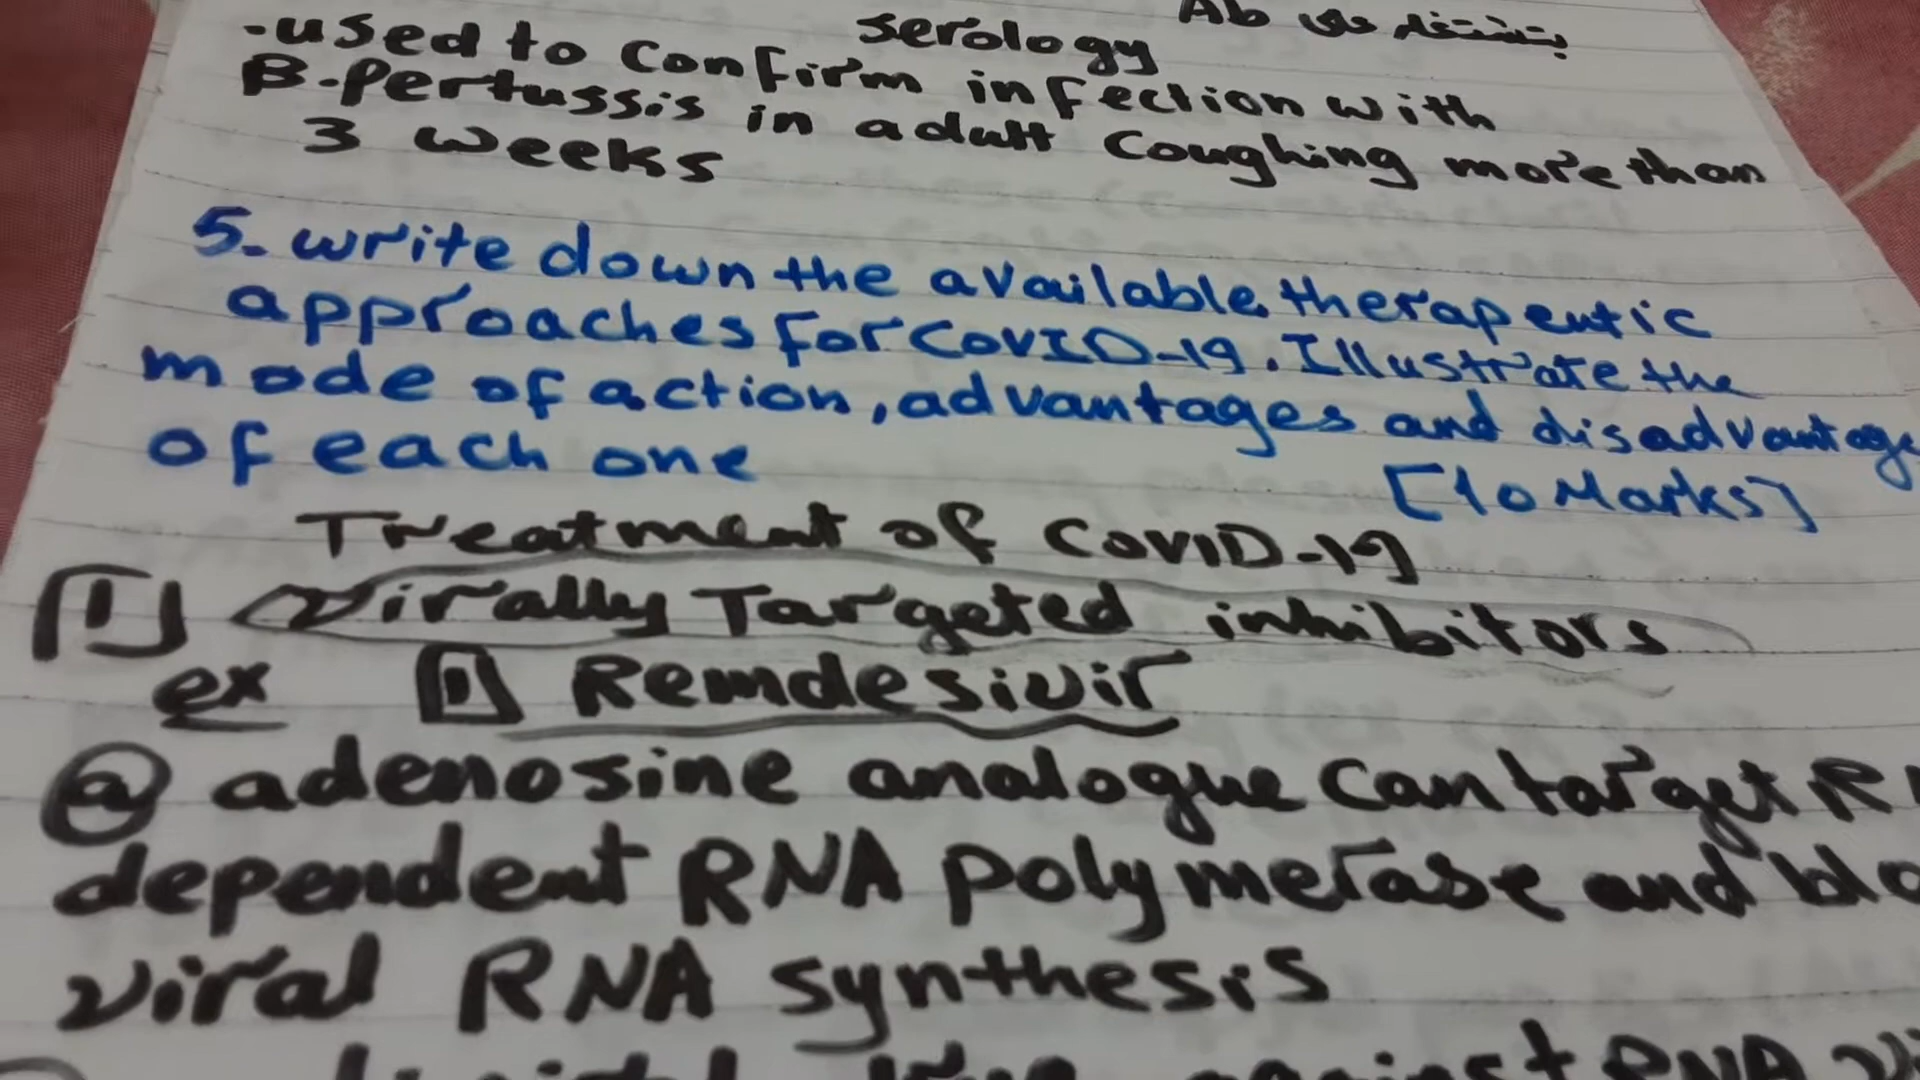 serology Ab بتشتغل على
-used to confirm infection with
B.pertussis in adult coughing more than
3 weeks
5. write down the available therapeutic
approaches for COVID-19. Illustrate the
mode of action, advantages and disadvantage
of each one
[10 Marks]
Treatment of COVID-19
[1] Virally Targeted inhibitors
ex [1] Remdesivir
@ adenosine analogue can target R
dependent RNA polymerase and blo
viral RNA synthesis
against RNA